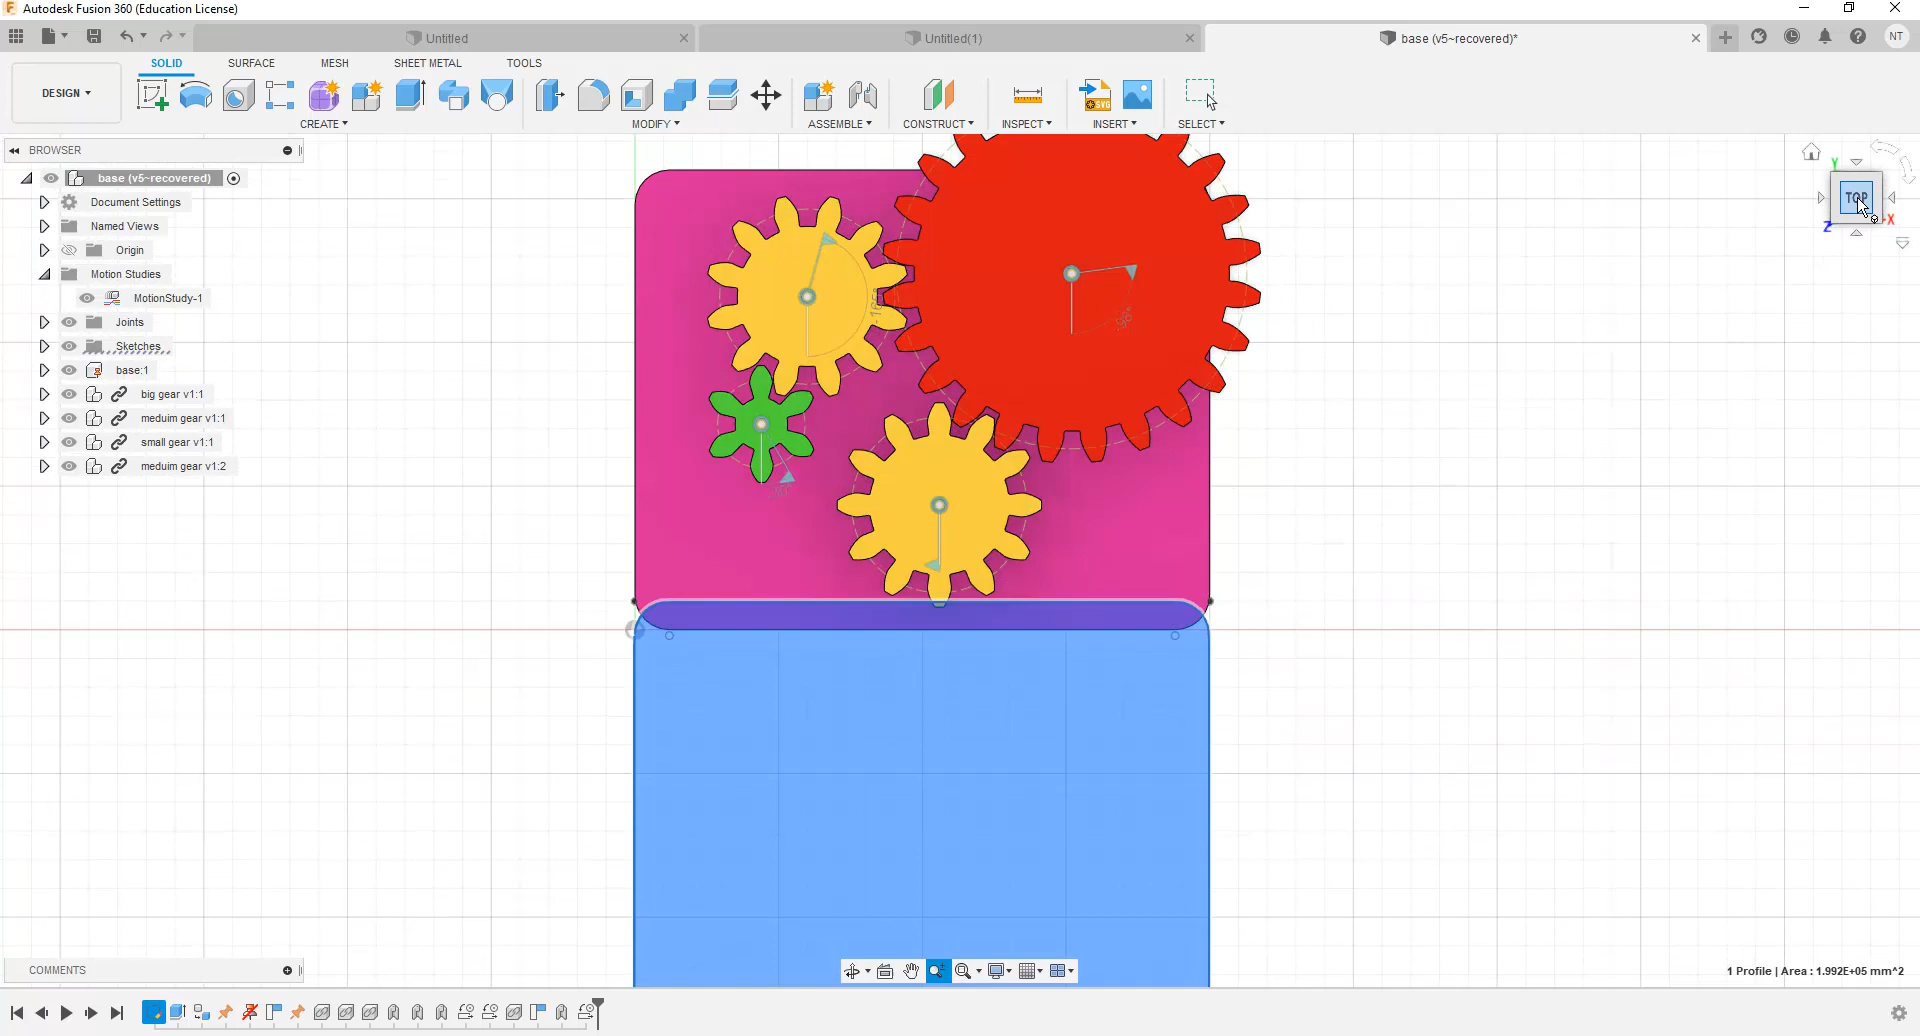 Autodesk Fusion 360 (Education License)
Untitled
Untitled(1)
base (v5~recovered)*
NT
DESIGN
SOLID
SURFACE
MESH
SHEET METAL
TOOLS
CREATE
MODIFY
ASSEMBLE
CONSTRUCT
INSPECT
INSERT
SELECT
SVG
BROWSER
base (v5~recovered)
Document Settings
Named Views
Origin
Motion Studies
MotionStudy-1
Joints
Sketches
base:1
big gear v1:1
meduim gear v1:1
small gear v1:1
meduim gear v1:2
Y
TOP
X
Z
COMMENTS
1 Profile | Area : 1.992E+05 mm^2